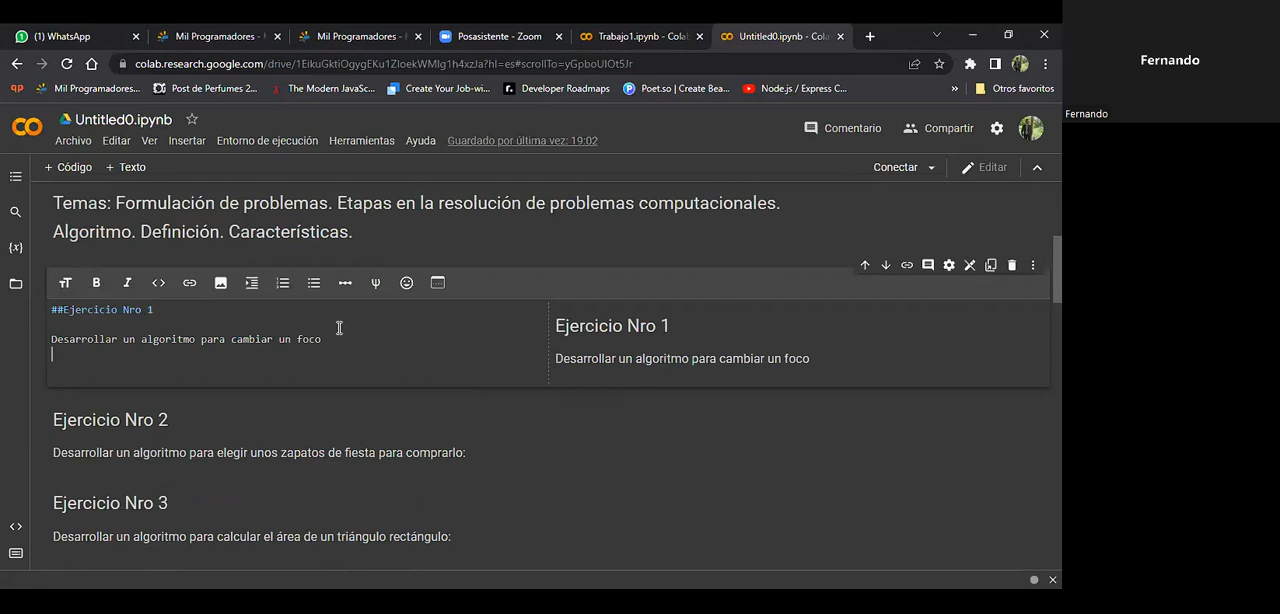 (1) WhatsApp
Mil Programadores -
Mil Programadores -
Posasistente - Zoom
Trabajo1.ipynb - Cola
Untitled0.ipynb - Cola
colab.research.google.com/drive/1EikuGktiOgygEKu1ZIoekWMIg1h4xzJa?hl=es#scrollTo=yGpboUIOt5Jr
Mil Programadores...
Post de Perfumes 2...
The Modern JavaSc...
Create Your Job-wi...
Developer Roadmaps
Poet.so | Create Bea...
Node.js / Express C...
»
Otros favoritos
Untitled0.ipynb
Comentario
Compartir
Archivo Editar Ver Insertar Entorno de ejecución Herramientas Ayuda Guardado por última vez: 19:02
+ Código + Texto
Conectar
Editar
Temas: Formulación de problemas. Etapas en la resolución de problemas computacionales.
Algoritmo. Definición. Características.
##Ejercicio Nro 1
Desarrollar un algoritmo para cambiar un foco
Ejercicio Nro 1
Desarrollar un algoritmo para cambiar un foco
Ejercicio Nro 2
Desarrollar un algoritmo para elegir unos zapatos de fiesta para comprarlo:
Ejercicio Nro 3
Desarrollar un algoritmo para calcular el área de un triángulo rectángulo:
Fernando
Fernando